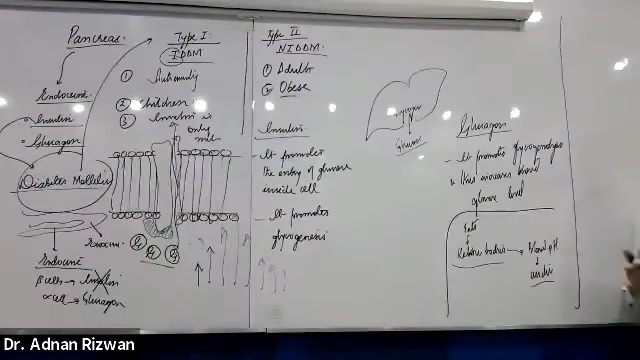 Pancreas.
Endocrine
Insulin
Glucagon
Diabetes Mellitus
Exocrine
Endocrine
β cells → Insulin
α cell → Glucagon
Type I
IDDM
① Autoimmunity
② Children
③ Insulin is
only
G G G
Type II
NIDDM
① Adults
② Obese
Insulin
– It promotes
the entry of glucose
inside cell
– It promotes
glycogenesis
glycogen
Glucose
Glucagon
– It promotes glycogenolysis
* thus increases blood
glucose level
Fats
Ketone bodies → Blood pH
Dr. Adnan Rizwan